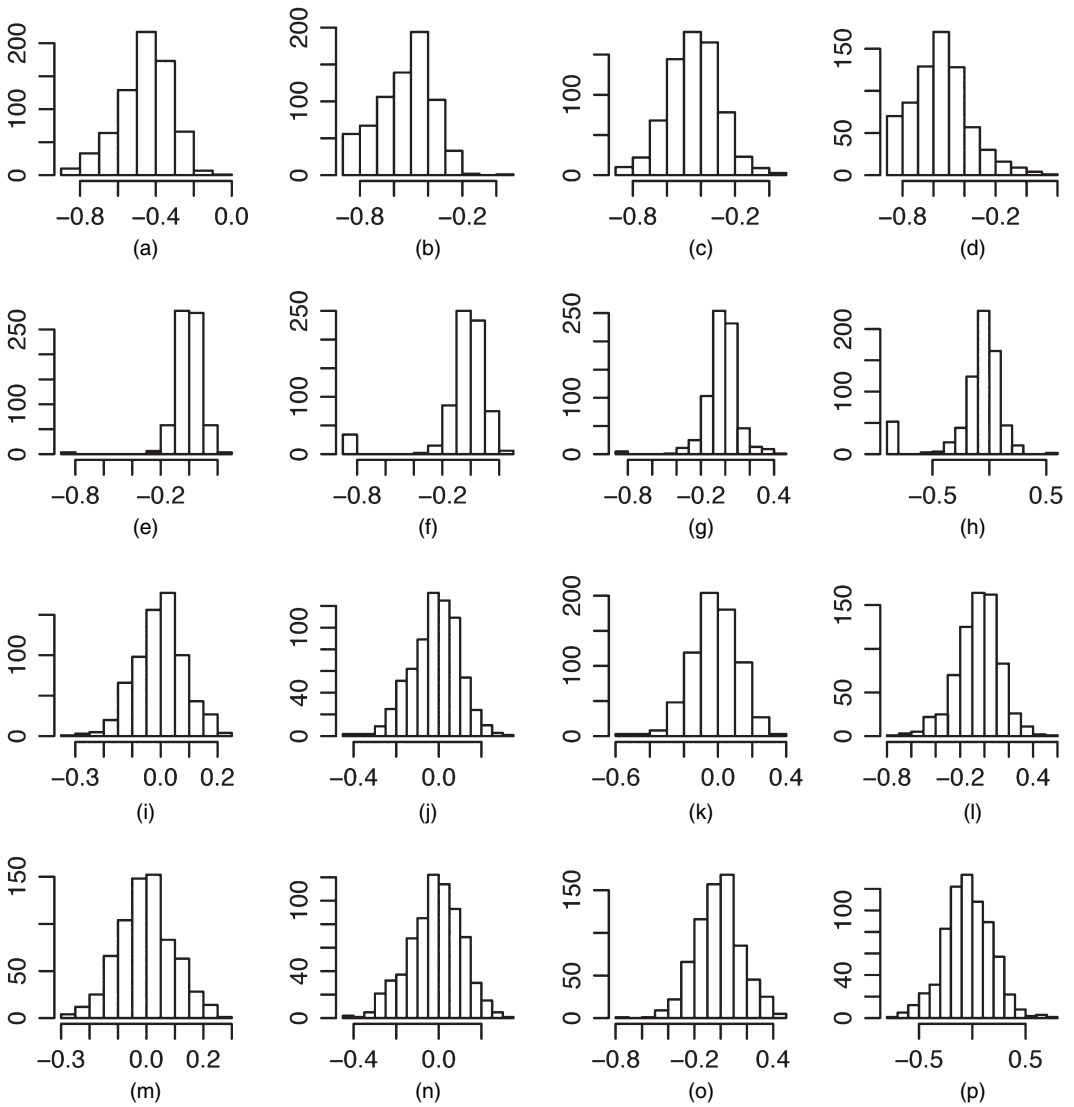 0 100 200
−0.8 −0.4 0.0
(a)
0 100 200
−0.8 −0.2
(b)
0 100
−0.8 −0.2
(c)
0 50 150
−0.8 −0.2
(d)
0 100 250
−0.8 −0.2
(e)
0 100 250
−0.8 −0.2
(f)
0 100 250
−0.8 −0.2 0.4
(g)
0 100 200
−0.5 0.5
(h)
0 100
−0.3 0.0 0.2
(i)
0 40 100
−0.4 0.0
(j)
0 100 200
−0.6 0.0 0.4
(k)
0 50 150
−0.8 −0.2 0.4
(l)
0 50 150
−0.3 0.0 0.2
(m)
0 40 100
−0.4 0.0
(n)
0 50 150
−0.8 −0.2 0.4
(o)
0 40 100
−0.5 0.5
(p)